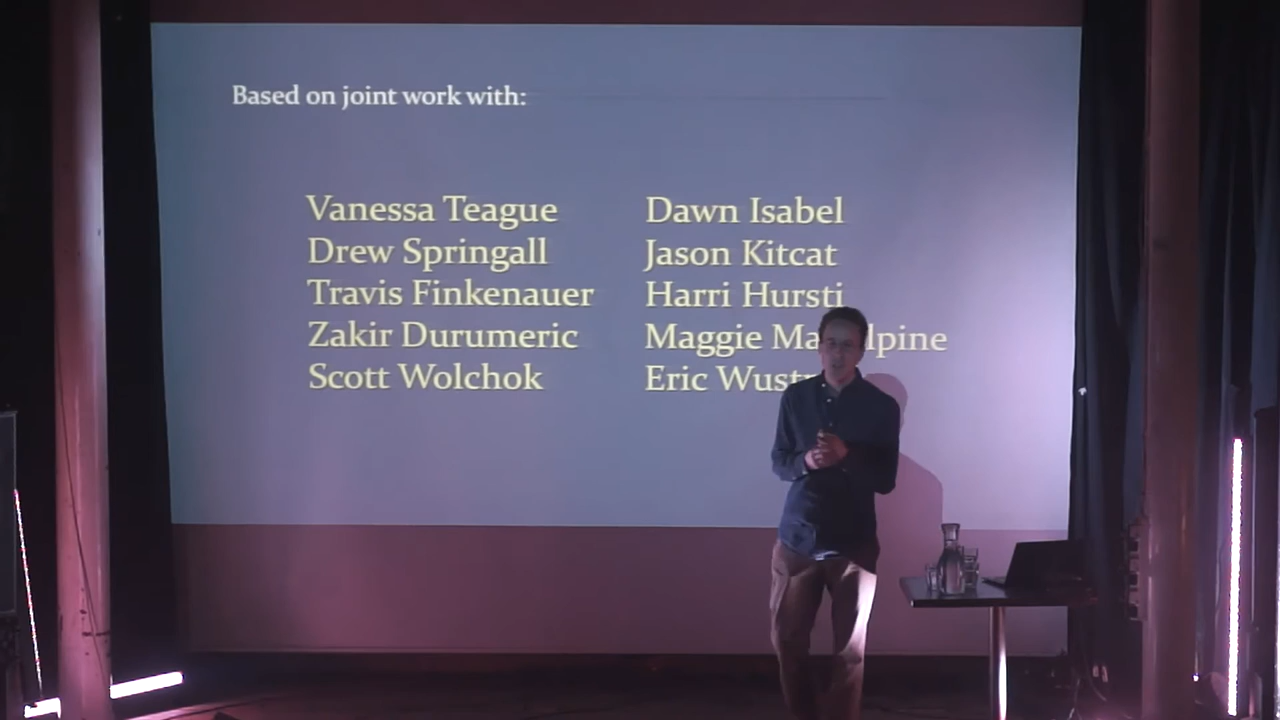 Based on joint work with:
Vanessa Teague
Drew Springall
Travis Finkenauer
Zakir Durumeric
Scott Wolchok
Dawn Isabel
Jason Kitcat
Harri Hursti
Maggie
Eric